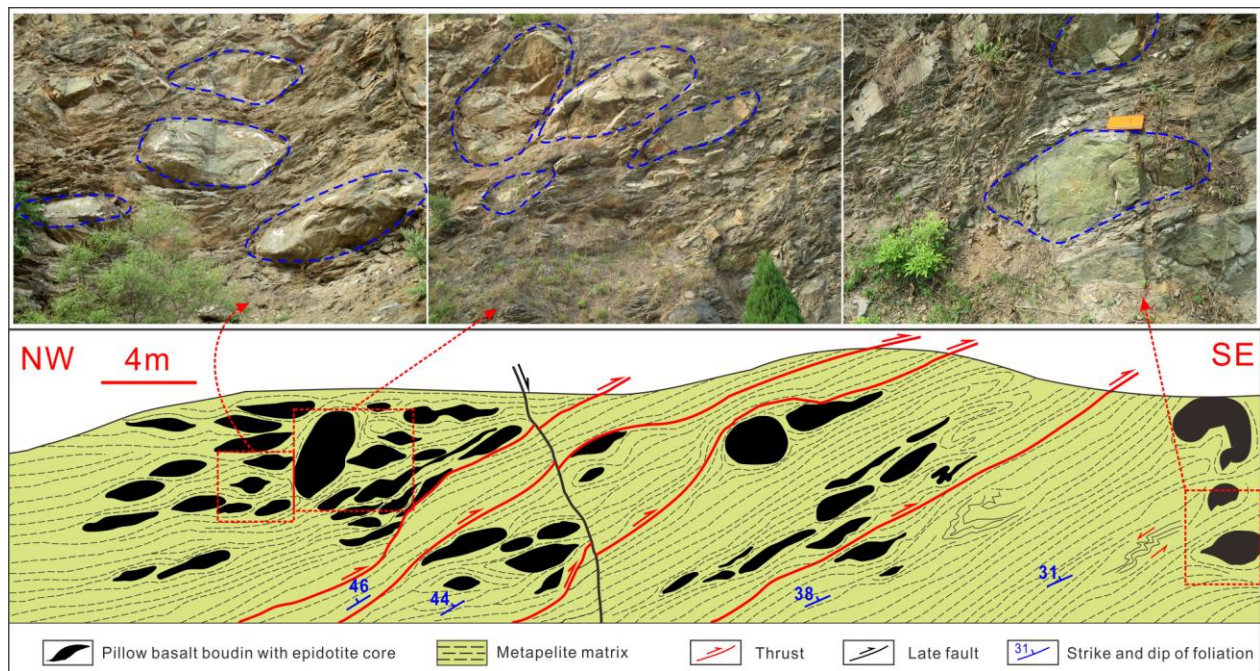 NW
4m
SE
46
44
38
31
Pillow basalt boudin with epidotite core
Metapelite matrix
Thrust
Late fault
31
Strike and dip of foliation